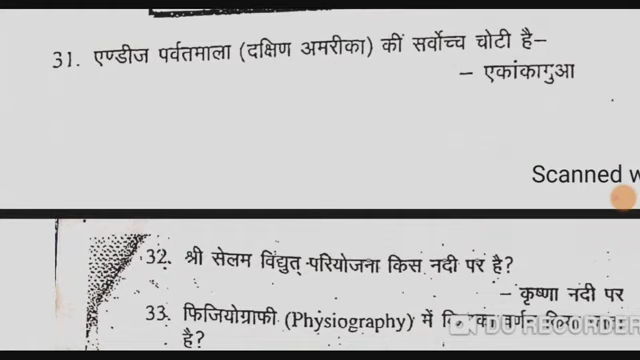 31. एण्डीज पर्वतमाला (दक्षिण अमरीका) कीं सर्वोच्च चोटी है–
– एकांकागुआ
Scanned w
32. श्री सेलम विद्युत् परियोजना किस नदी पर है?
– कृष्णा नदी पर
33. फिजियोग्राफी (Physiography) में
DU RECORDER
है?